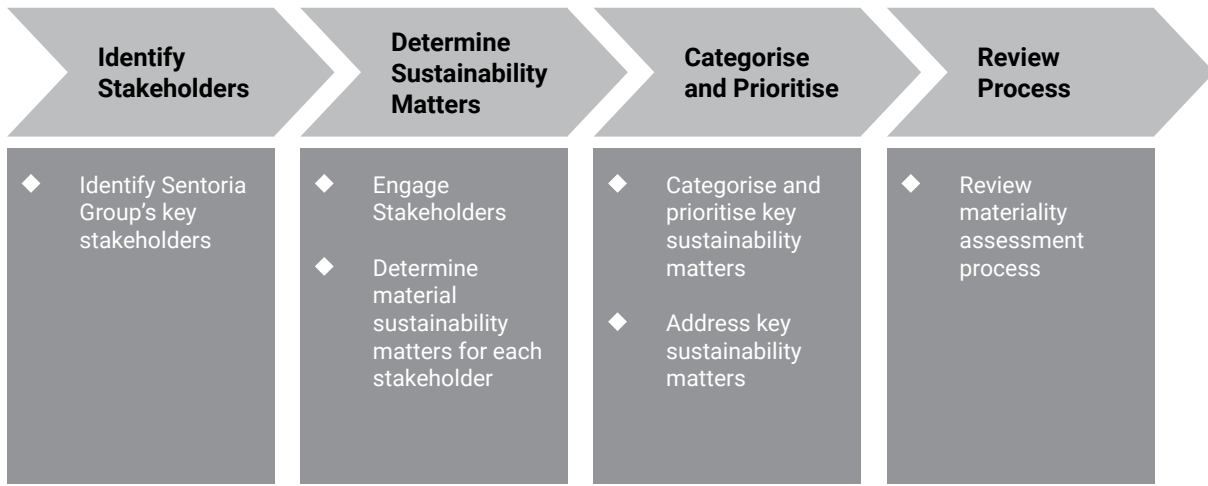 Identify
Stakeholders
Determine
Sustainability
Matters
Categorise
and Prioritise
Review
Process
Identify Sentoria
Group's key
stakeholders
Engage
Stakeholders
Determine
material
sustainability
matters for each
stakeholder
Categorise and
prioritise key
sustainability
matters
Address key
sustainability
matters
Review
materiality
assessment
process